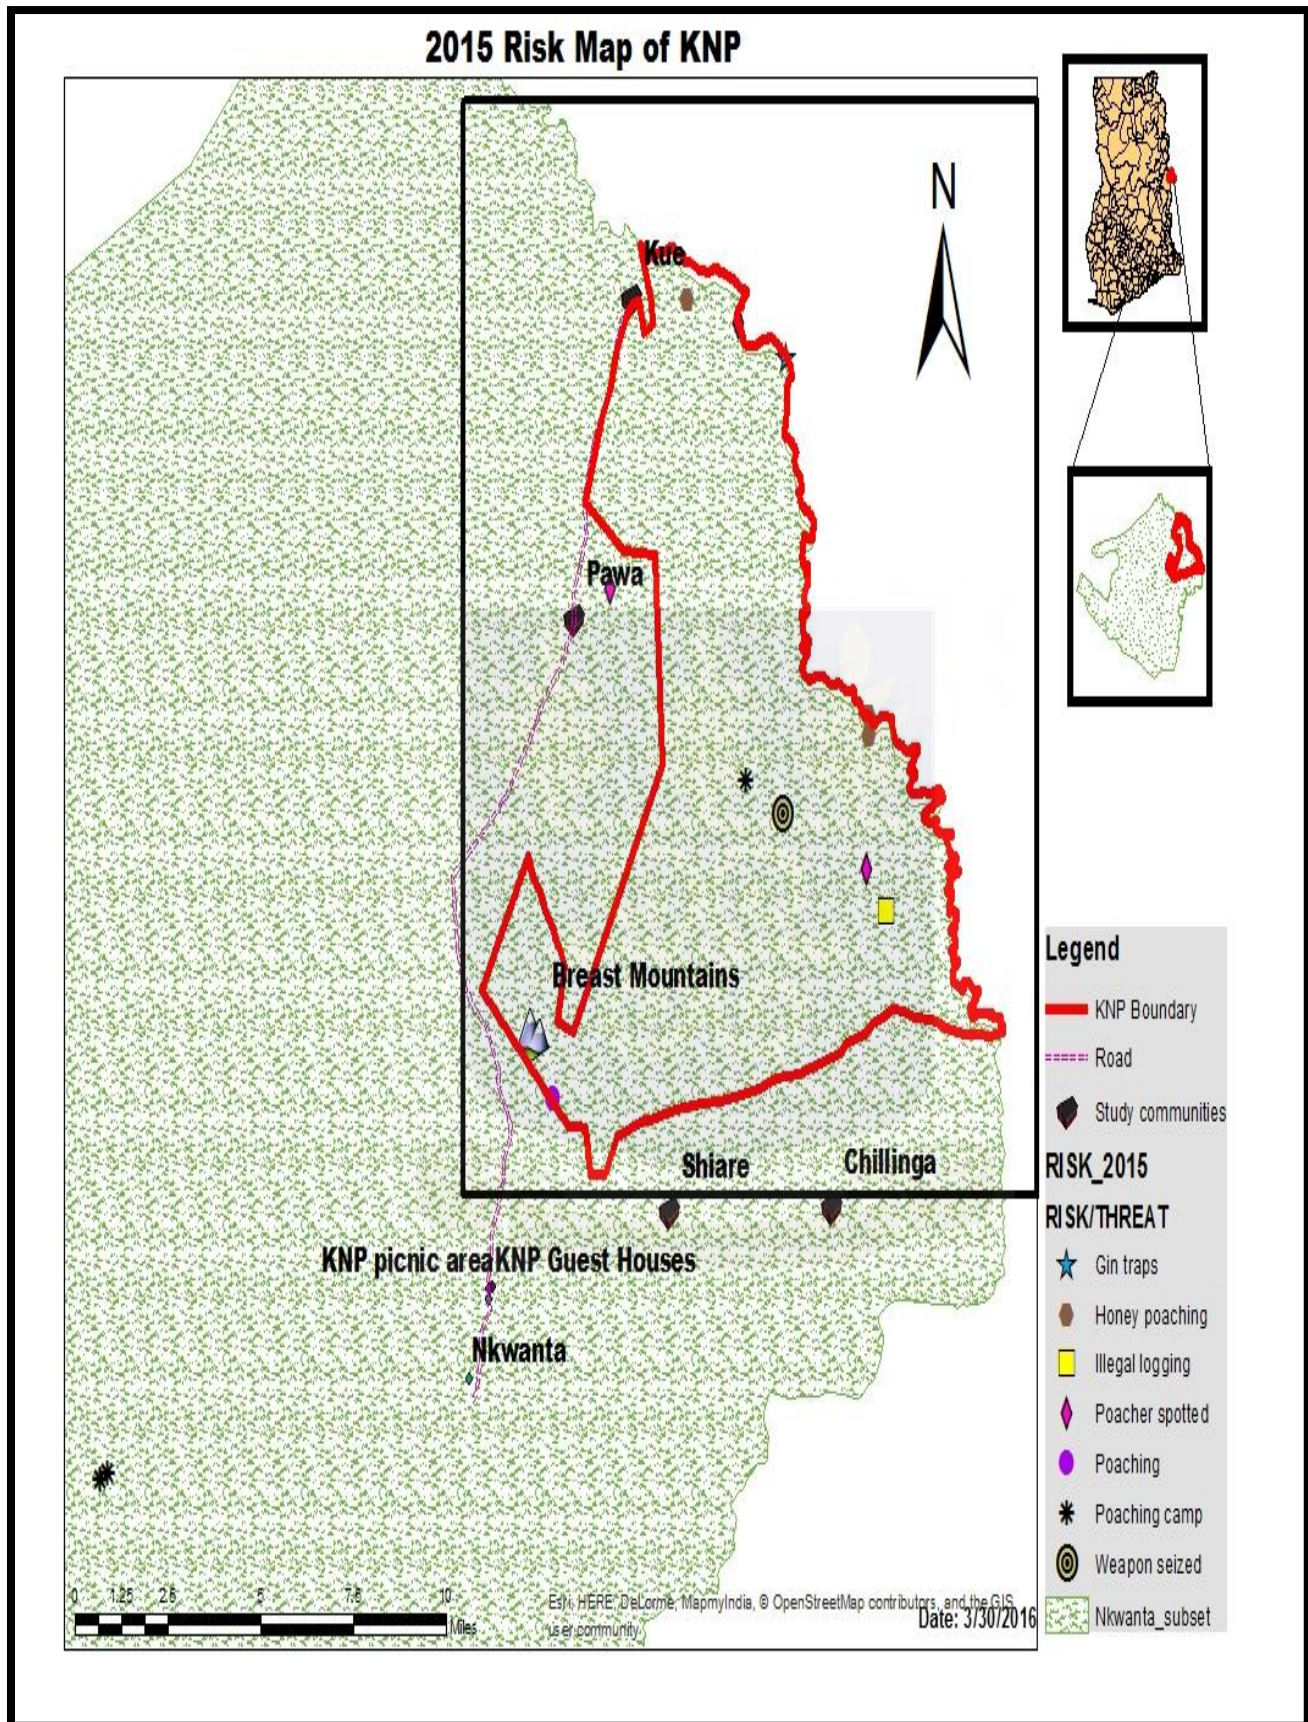 2015 Risk Map of KNP
N
Kue
Pawa
Breast Mountains
Shiare
Chillinga
KNP picnic areaKNP Guest Houses
Nkwanta
0 1.25 2.5 5 7.5 10
Miles
Esri, HERE, DeLorme, MapmyIndia, © OpenStreetMap contributors, and the GIS
user community
Date: 3/30/2016
Legend
KNP Boundary
Road
Study communities
RISK_2015
RISK/THREAT
Gin traps
Honey poaching
Illegal logging
Poacher spotted
Poaching
Poaching camp
Weapon seized
Nkwanta_subset